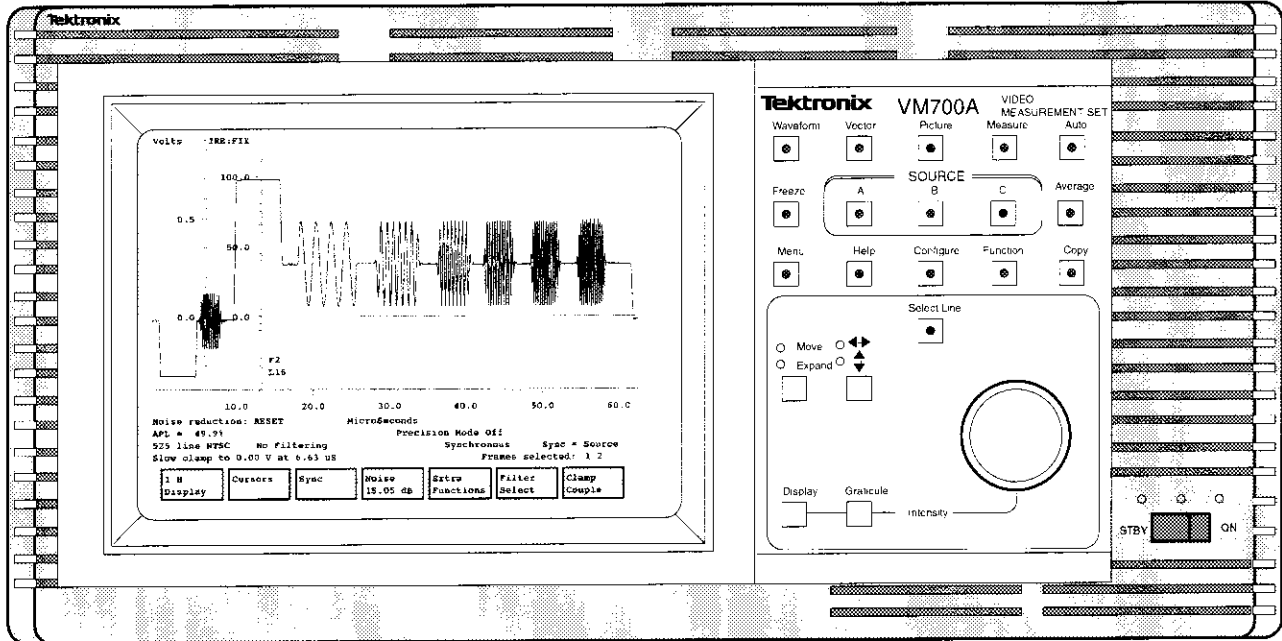 Tektronix
Tektronix VM700A VIDEO MEASUREMENT SET
Waveform Vector Picture Measure Auto
SOURCE
Freeze A B C Average
Menu Help Configure Function Copy
Select Line
Move
Expand
Display Graticule
Intensity
STBY ON
Volts IRE:FLT
100.0
0.5
50.0
0.0 0.0
F2
L16
10.0 20.0 30.0 40.0 50.0 60.0
Noise reduction: RESET MicroSeconds
APL = 49.9% Precision Mode Off
525 line NTSC No Filtering Synchronous Sync = Source
Slow clamp to 0.00 V at 6.63 uS Frames selected: 1 2
1 H Display
Cursors
Sync
Noise 15.05 dB
Extra Functions
Filter Select
Clamp Couple